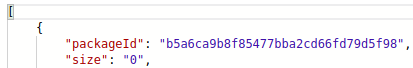 [
{
"packageId": "b5a6ca9b8f85477bba2cd66fd79d5f98",
"size": "0",